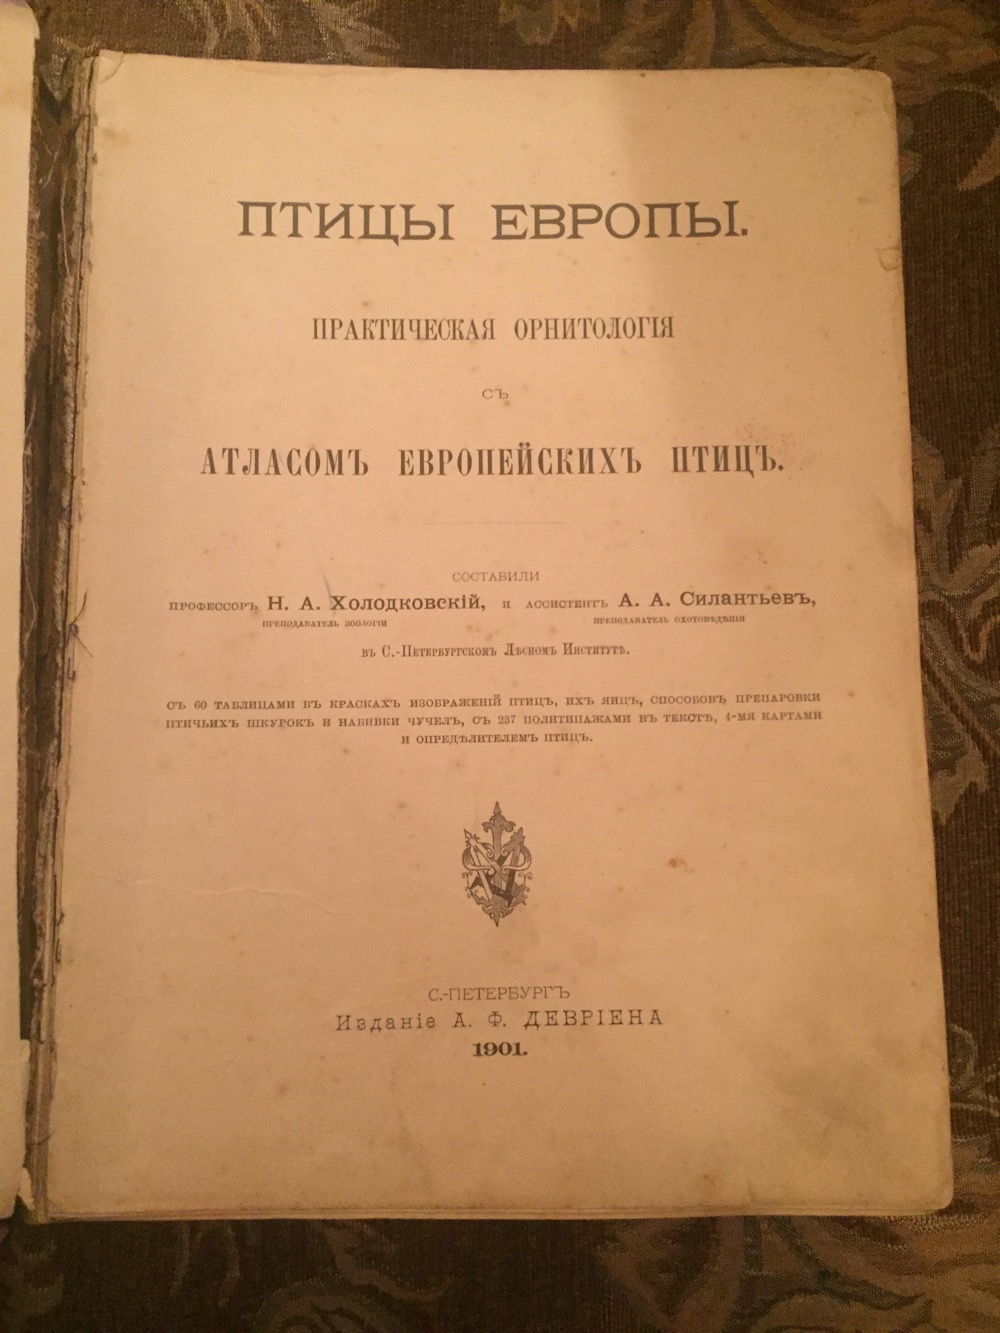 ПТИЦЫ ЕВРОПЫ.
ПРАКТИЧЕСКАЯ ОРНИТОЛОГІЯ
СЪ
АТЛАСОМЪ ЕВРОПЕЙСКИХЪ ПТИЦЪ.
СОСТАВИЛИ
ПРОФЕССОРЪ Н. А. Холодковскій, И АССИСТЕНТЪ А. А. Силантьевъ,
ПРЕПОДАВАТЕЛЬ ЗООЛОГІИ ПРЕПОДАВАТЕЛЬ ОХОТОВѢДѢНІЯ
ВЪ С.-ПЕТЕРБУРГСКОМЪ ЛѢСНОМЪ ИНСТИТУТѢ.
СЪ 60 ТАБЛИЦАМИ ВЪ КРАСКАХЪ ИЗОБРАЖЕНІЙ ПТИЦЪ, ИХЪ ЯИЦЪ, СПОСОБОВЪ ПРЕПАРОВКИ
ПТИЧЬИХЪ ШКУРОКЪ И НАБИВКИ ЧУЧЕЛЪ, СЪ 237 ПОЛИТИПАЖАМИ ВЪ ТЕКСТѢ, 4-МЯ КАРТАМИ
И ОПРЕДѢЛИТЕЛЕМЪ ПТИЦЪ.
С.-ПЕТЕРБУРГЪ
Изданіе А. Ф. ДЕВРІЕНА
1901.